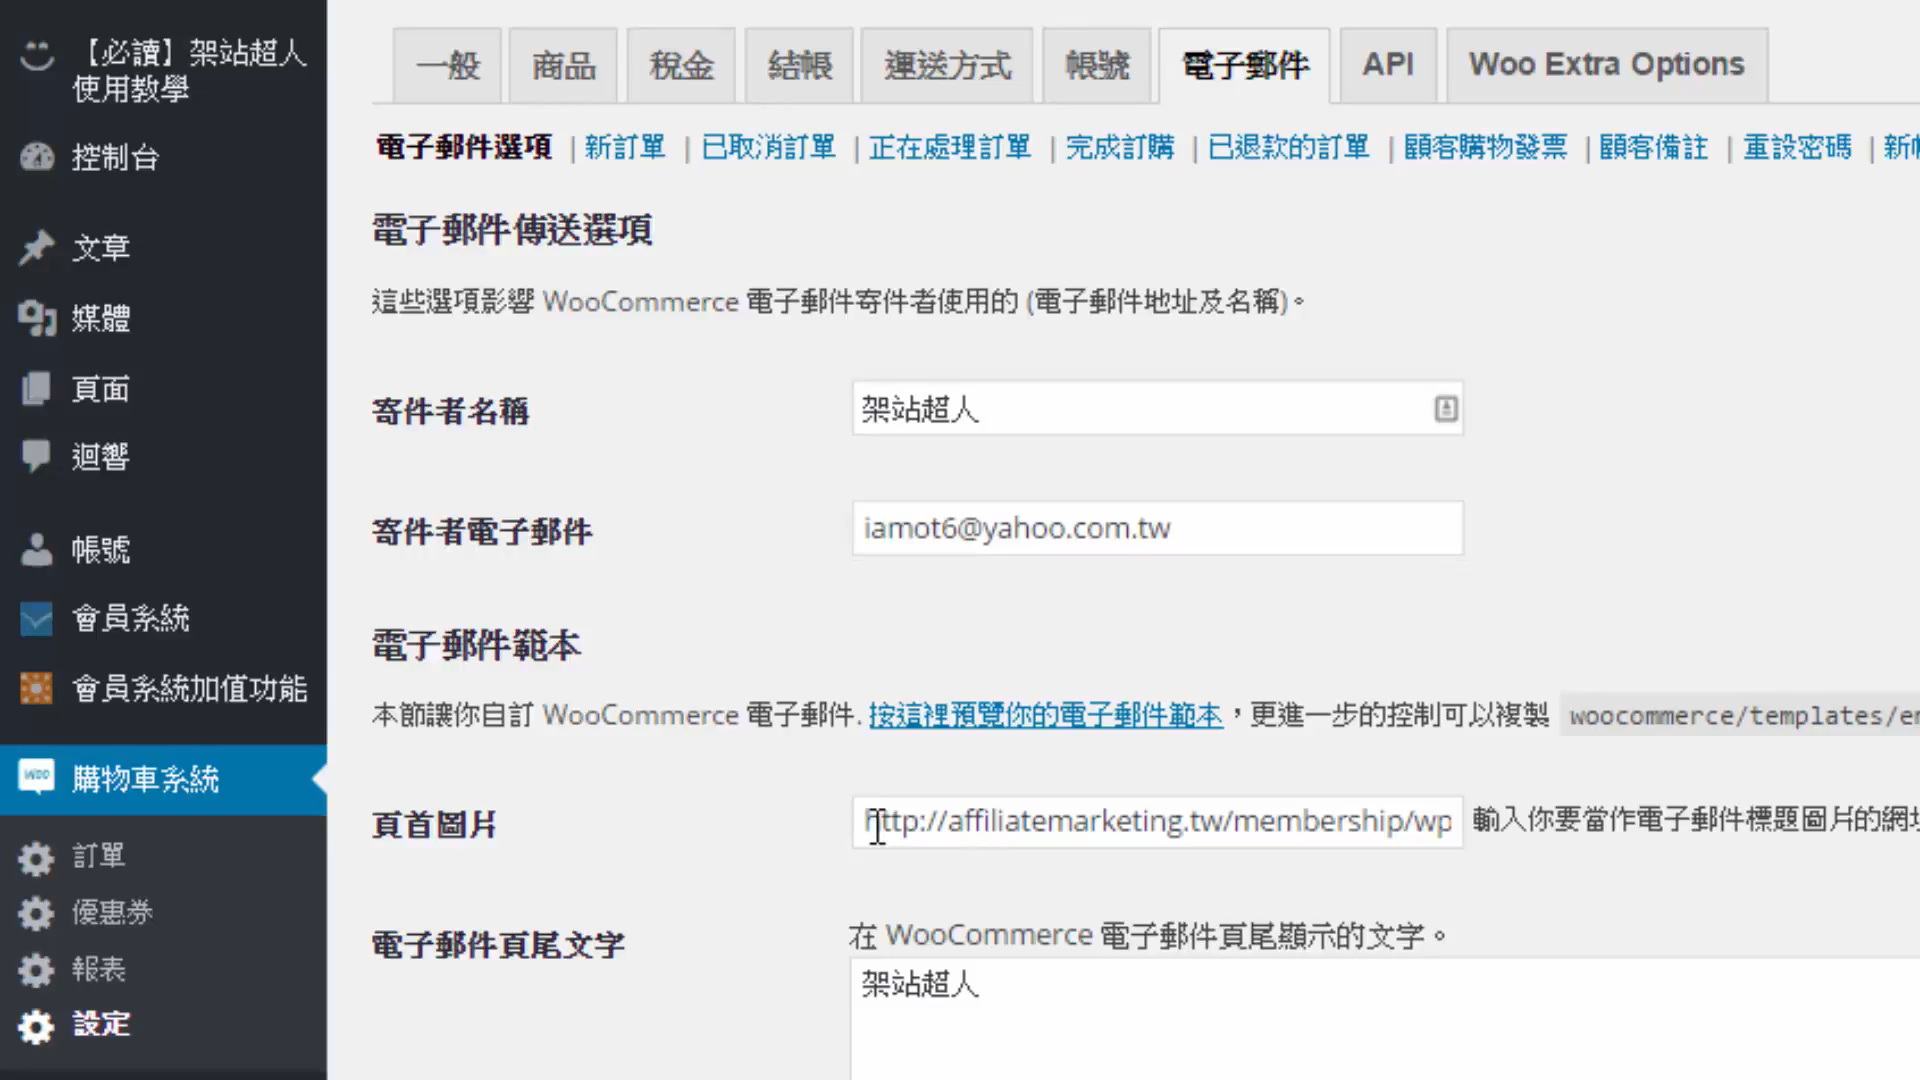 【必讀】架站超人
使用教學
控制台
文章
媒體
頁面
迴響
帳號
會員系統
會員系統加值功能
woo 購物車系統
訂單
優惠券
報表
設定
一般 商品 稅金 結帳 運送方式 帳號 電子郵件 API Woo Extra Options
電子郵件選項 | 新訂單 | 已取消訂單 | 正在處理訂單 | 完成訂購 | 已退款的訂單 | 顧客購物發票 | 顧客備註 | 重設密碼 | 新
電子郵件傳送選項
這些選項影響 WooCommerce 電子郵件寄件者使用的 (電子郵件地址及名稱)。
寄件者名稱 架站超人
寄件者電子郵件 iamot6@yahoo.com.tw
電子郵件範本
本節讓你自訂 WooCommerce 電子郵件. 按這裡預覽你的電子郵件範本，更進一步的控制可以複製 woocommerce/templates/e
頁首圖片 http://affiliatemarketing.tw/membership/wp 輸入你要當作電子郵件標題圖片的網
電子郵件頁尾文字 在 WooCommerce 電子郵件頁尾顯示的文字。
架站超人